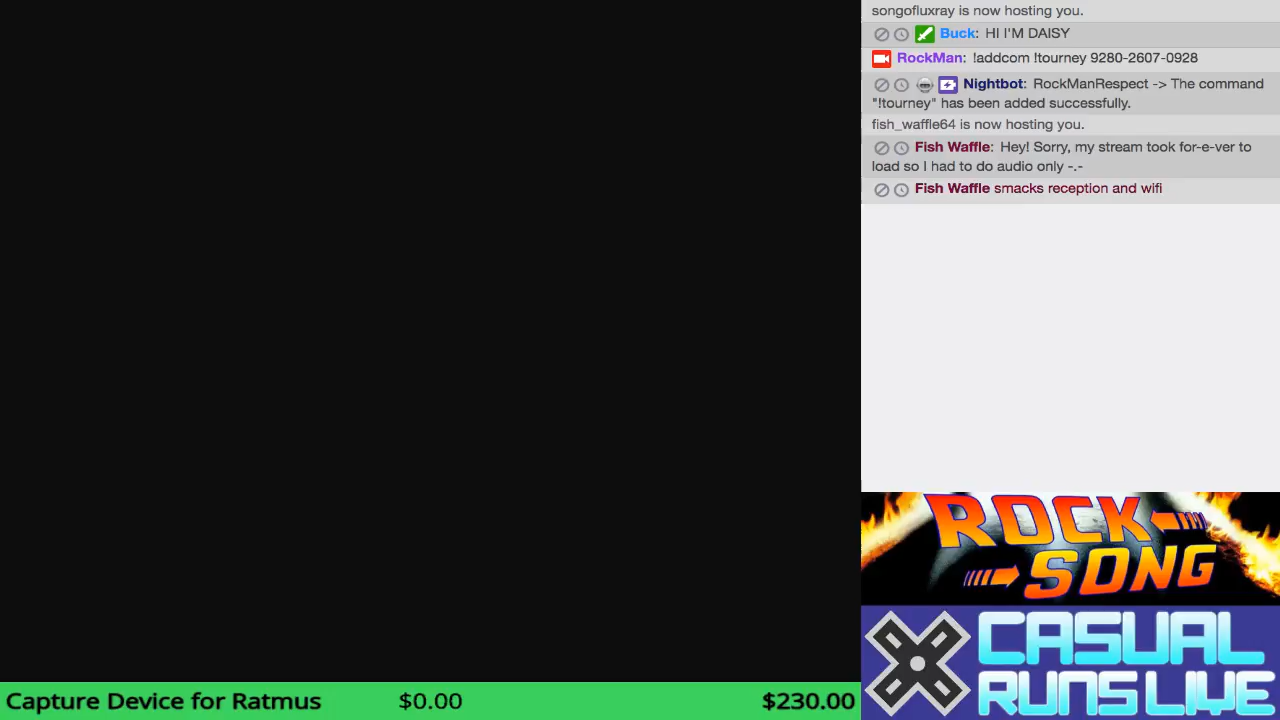 songofluxray is now hosting you.
Buck: HI I'M DAISY
RockMan: !addcom !tourney 9280-2607-0928
Nightbot: RockManRespect -> The command
"!tourney" has been added successfully.
fish_waffle64 is now hosting you.
Fish Waffle: Hey! Sorry, my stream took for-e-ver to
load so I had to do audio only -.-
Fish Waffle smacks reception and wifi
ROCK
SONG
CASUAL
RUNS LIVE
Capture Device for Ratmus $0.00 $230.00